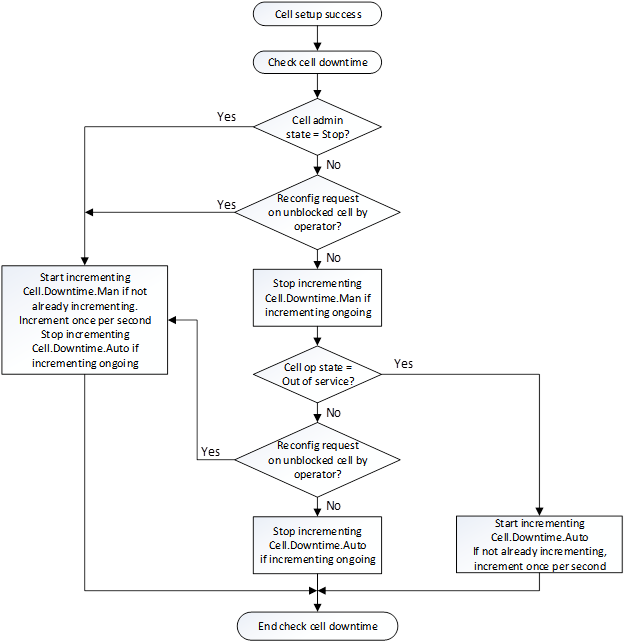 Cell setup success
Check cell downtime
Cell admin
state = Stop?
Yes
No
Reconfig request
on unblocked cell by
operator?
Yes
No
Start incrementing
Cell.Downtime.Man if not
already incrementing.
Increment once per second
Stop incrementing
Cell.Downtime.Auto if
incrementing ongoing
Stop incrementing
Cell.Downtime.Man if
incrementing ongoing
Cell op state =
Out of service?
Yes
No
Reconfig request
on unblocked cell by
operator?
Yes
No
Stop incrementing
Cell.Downtime.Auto
if incrementing ongoing
Start incrementing
Cell.Downtime.Auto
If not already incrementing,
increment once per second
End check cell downtime